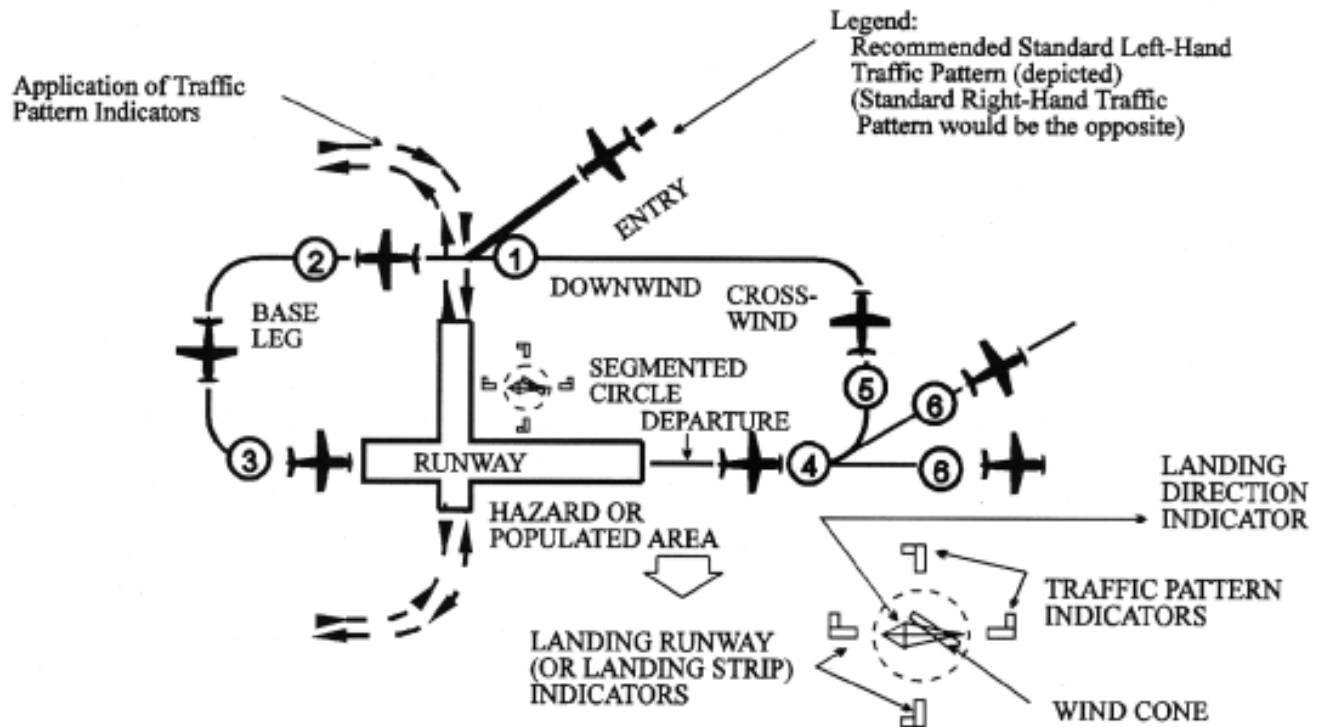 Legend:
Recommended Standard Left-Hand
Traffic Pattern (depicted)
(Standard Right-Hand Traffic
Pattern would be the opposite)
Application of Traffic
Pattern Indicators
ENTRY
2
1
DOWNWIND
CROSS-
WIND
BASE
LEG
SEGMENTED
CIRCLE
5
6
DEPARTURE
3
RUNWAY
4
6
LANDING
DIRECTION
INDICATOR
HAZARD OR
POPULATED AREA
TRAFFIC PATTERN
INDICATORS
LANDING RUNWAY
(OR LANDING STRIP)
INDICATORS
WIND CONE